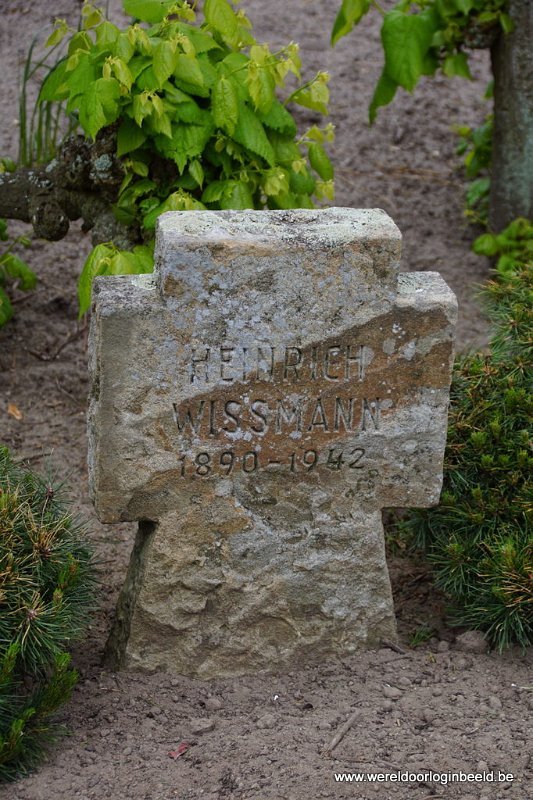 HEINRICH
WISSMANN
1890-1942
www.wereldoorloginbeeld.be